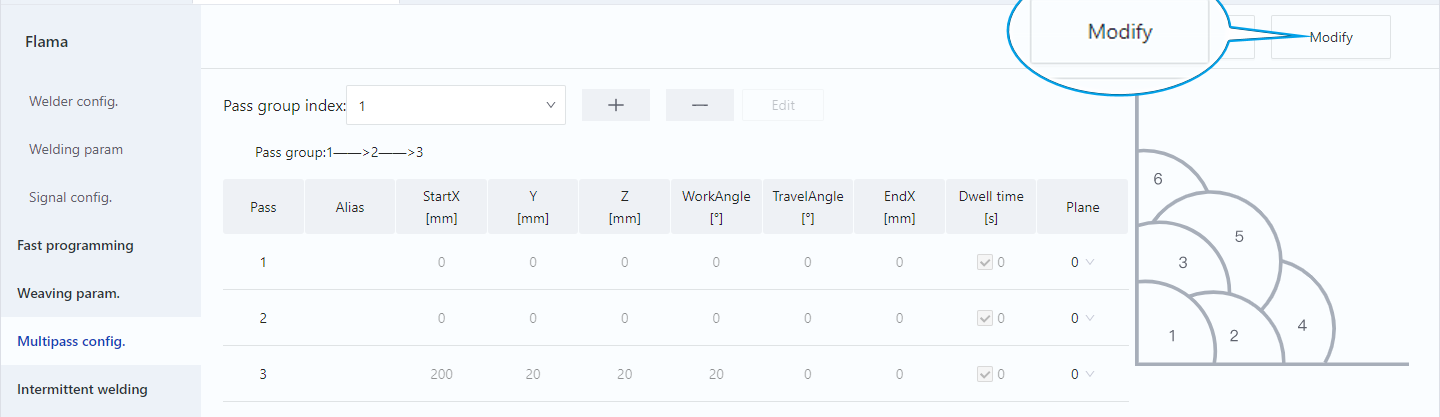 Flama
Modify
Modify
Welder config.
Welding param
Signal config.
Fast programming
Weaving param.
Multipass config.
Intermittent welding
Pass group index: 1 + — Edit
Pass group:1——>2——>3
Pass Alias StartX [mm] Y [mm] Z [mm] WorkAngle [°] TravelAngle [°] EndX [mm] Dwell time [s] Plane
1 0 0 0 0 0 0 0 0
2 0 0 0 0 0 0 0 0
3 200 20 20 20 0 0 0 0
6
5
3
4
1
2